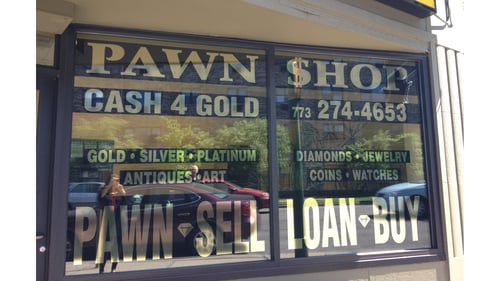 PAWN $HOP
CASH 4 GOLD
773 274-4653
GOLD • SILVER • PLATINUM
ANTIQUES • ART
DIAMONDS • JEWELRY
COINS • WATCHES
PAWN • SELL LOAN BUY